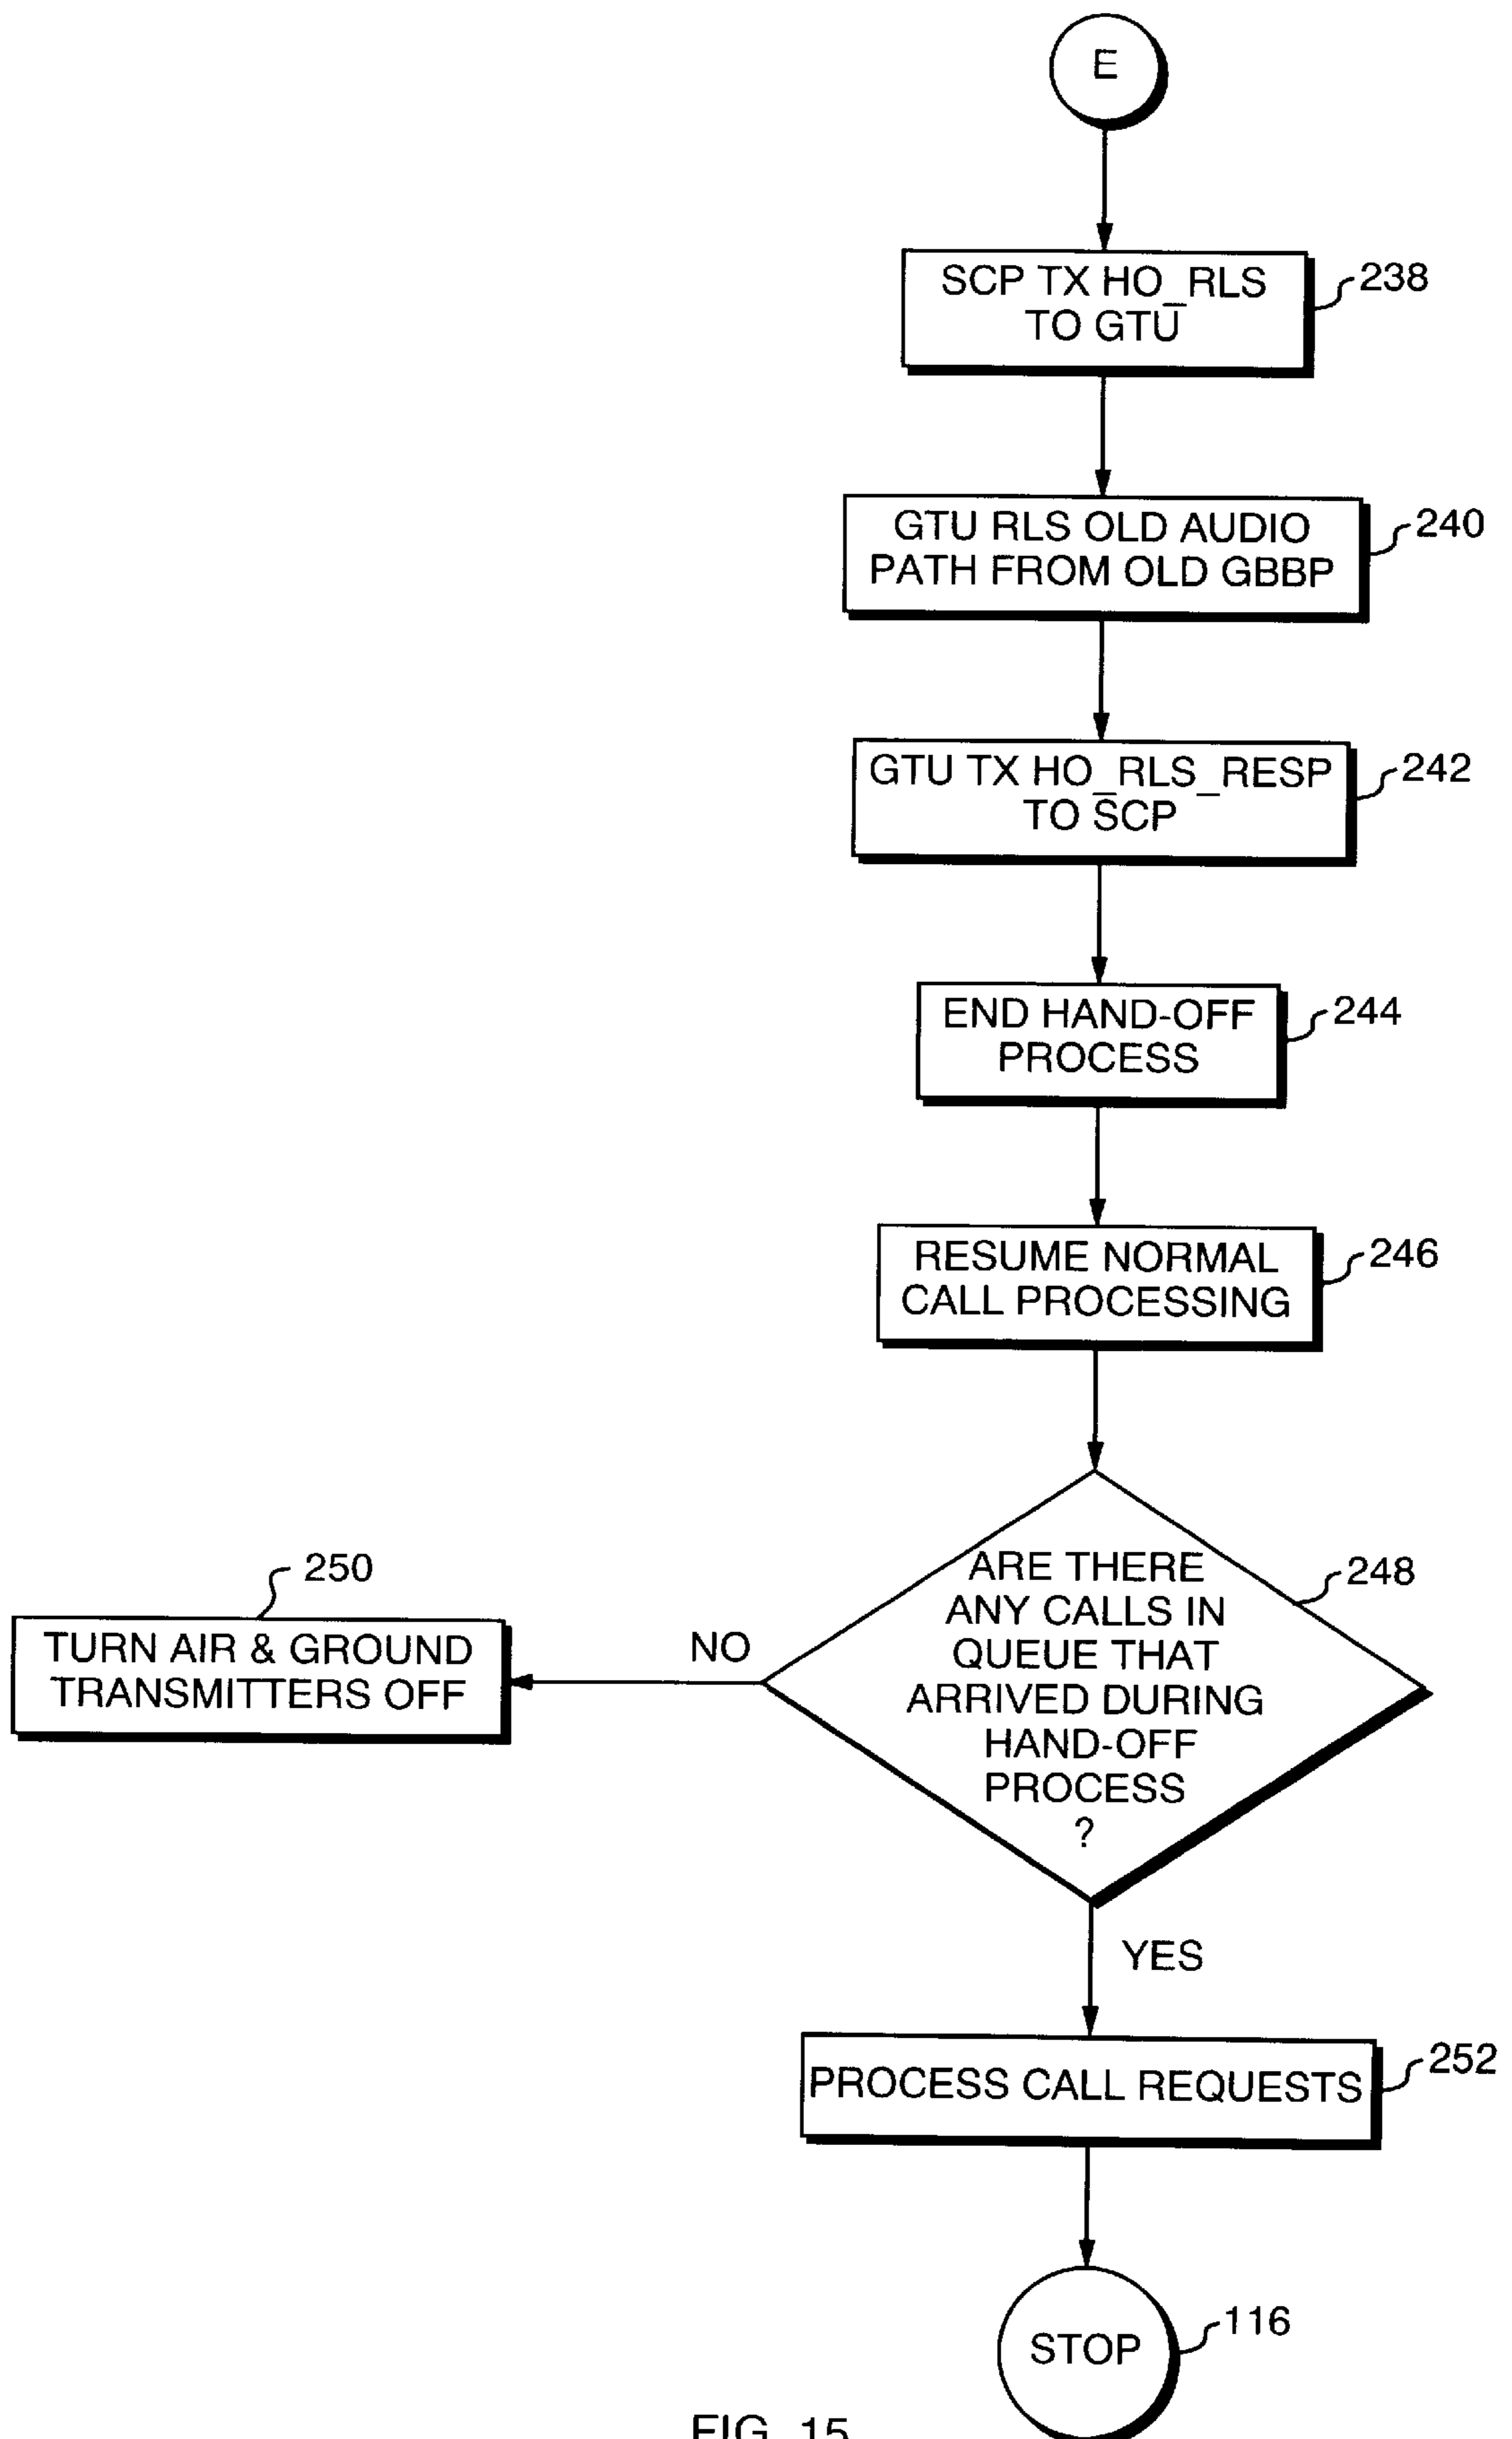 E
SCP TX HO_RLS
TO GTU
238
GTU RLS OLD AUDIO
PATH FROM OLD GBBP
240
GTU TX HO_RLS_RESP
TO SCP
242
END HAND-OFF
PROCESS
244
RESUME NORMAL
CALL PROCESSING
246
ARE THERE
ANY CALLS IN
QUEUE THAT
ARRIVED DURING
HAND-OFF
PROCESS
?
248
NO
250
TURN AIR & GROUND
TRANSMITTERS OFF
YES
PROCESS CALL REQUESTS
252
STOP
116
FIG. 15